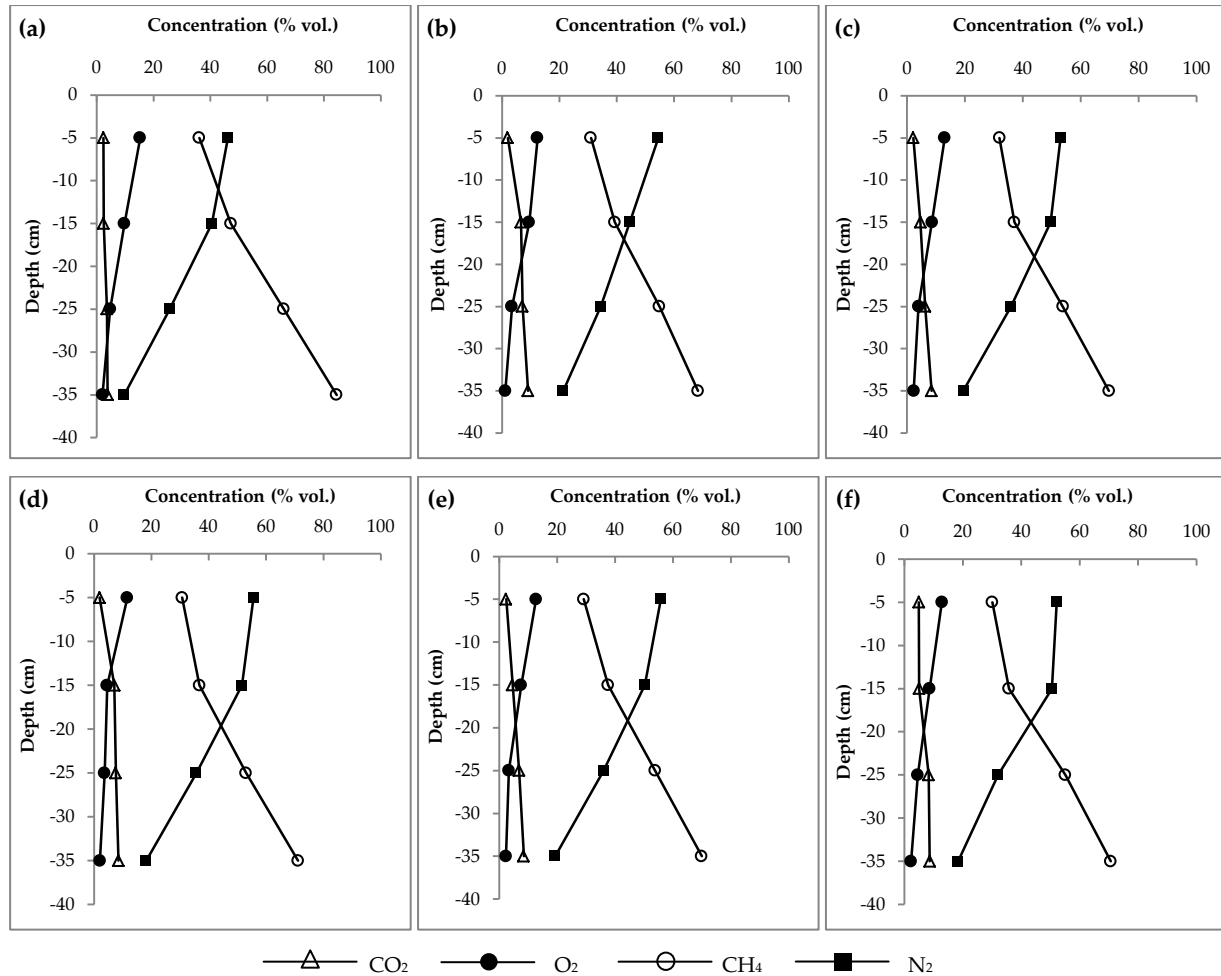 (a) Concentration (% vol.)
0 20 40 60 80 100
0
-5
-10
-15
-20
-25
-30
-35
-40
Depth (cm)
(b) Concentration (% vol.)
0 20 40 60 80 100
0
-5
-10
-15
-20
-25
-30
-35
-40
Depth (cm)
(c) Concentration (% vol.)
0 20 40 60 80 100
0
-5
-10
-15
-20
-25
-30
-35
-40
Depth (cm)
(d) Concentration (% vol.)
0 20 40 60 80 100
0
-5
-10
-15
-20
-25
-30
-35
-40
Depth (cm)
(e) Concentration (% vol.)
0 20 40 60 80 100
0
-5
-10
-15
-20
-25
-30
-35
-40
Depth (cm)
(f) Concentration (% vol.)
0 20 40 60 80 100
0
-5
-10
-15
-20
-25
-30
-35
-40
Depth (cm)
CO₂ O₂ CH₄ N₂